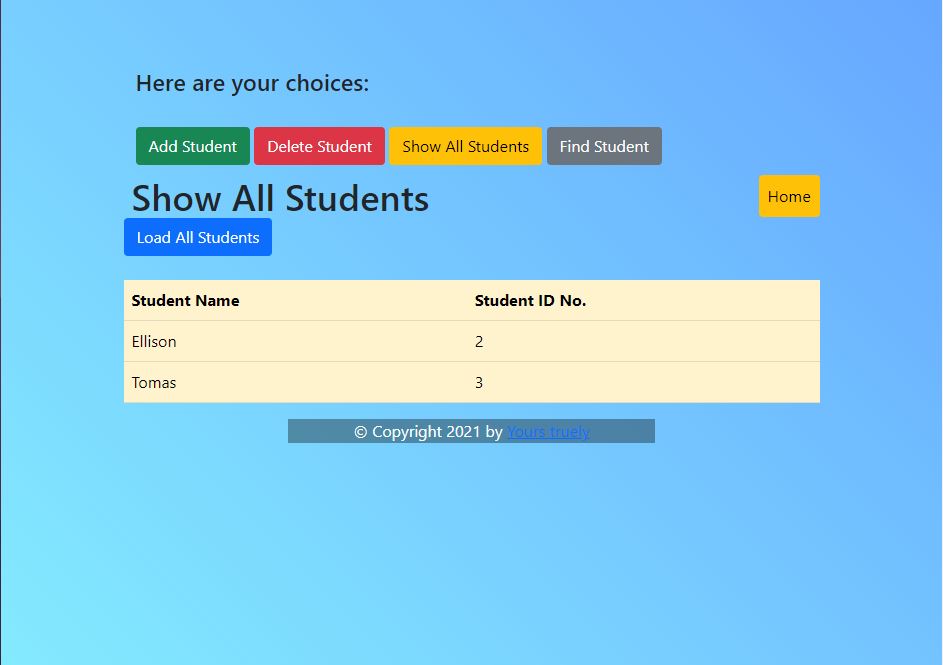 Here are your choices:
Add Student Delete Student Show All Students Find Student
Show All Students Home
Load All Students
Student Name Student ID No.
Ellison 2
Tomas 3
© Copyright 2021 by Yours truely